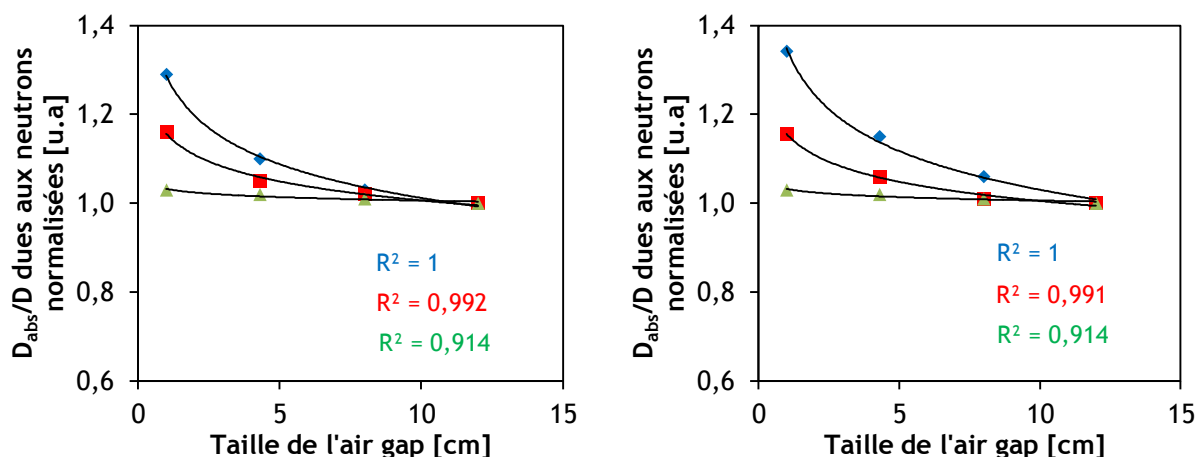 D_abs/D dues aux neutrons
normalisées [u.a]
1,4
1,2
1,0
0,8
0,6
R² = 1
R² = 0,992
R² = 0,914
0
5
10
15
Taille de l'air gap [cm]
D_abs/D dues aux neutrons
normalisées [u.a]
1,4
1,2
1,0
0,8
0,6
R² = 1
R² = 0,991
R² = 0,914
0
5
10
15
Taille de l'air gap [cm]